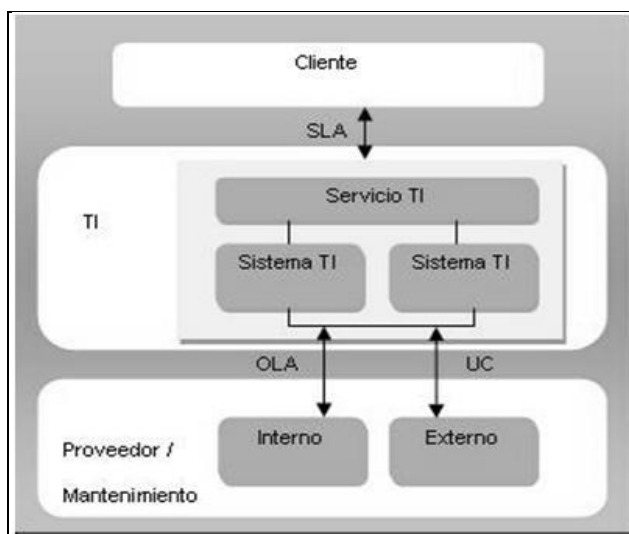 Cliente
SLA
TI
Servicio TI
Sistema TI
Sistema TI
OLA
UC
Interno
Externo
Proveedor /
Mantenimiento